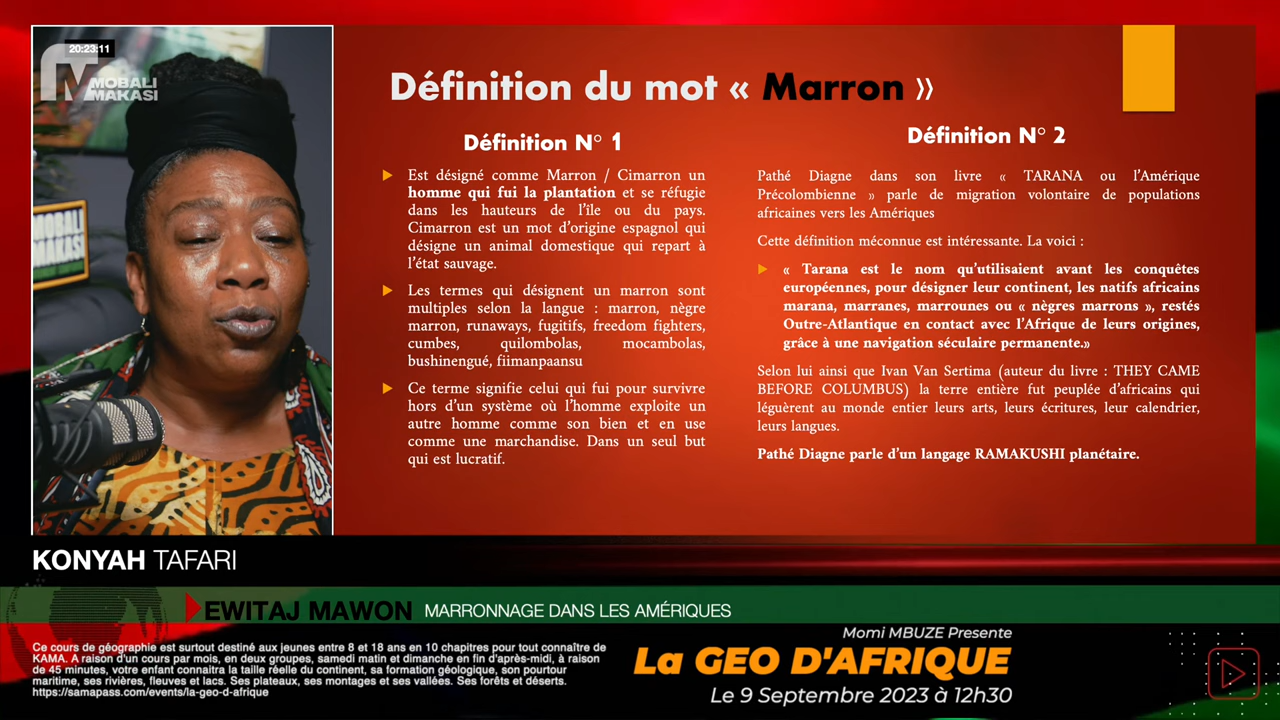 20:23:11
MOBALI
MAKASI
MOBALI
MAKASI
Définition du mot « Marron »
Définition N° 1
Est désigné comme Marron / Cimarron un
homme qui fui la plantation et se réfugie
dans les hauteurs de l’île ou du pays.
Cimarron est un mot d’origine espagnol qui
désigne un animal domestique qui repart à
l’état sauvage.
Les termes qui désignent un marron sont
multiples selon la langue : marron, nègre
marron, runaways, fugitifs, freedom fighters,
cumbes, quilombolas, mocambolas,
bushinengué, fiimanpaansu
Ce terme signifie celui qui fui pour survivre
hors d’un système où l’homme exploite un
autre homme comme son bien et en use
comme une marchandise. Dans un seul but
qui est lucratif.
Définition N° 2
Pathé Diagne dans son livre « TARANA ou l’Amérique
Précolombienne » parle de migration volontaire de populations
africaines vers les Amériques
Cette définition méconnue est intéressante. La voici :
« Tarana est le nom qu’utilisaient avant les conquêtes
européennes, pour désigner leur continent, les natifs africains
marana, marranes, marrounes ou « nègres marrons », restés
Outre-Atlantique en contact avec l’Afrique de leurs origines,
grâce à une navigation séculaire permanente.»
Selon lui ainsi que Ivan Van Sertima (auteur du livre : THEY CAME
BEFORE COLUMBUS) la terre entière fut peuplée d’africains qui
léguèrent au monde entier leurs arts, leurs écritures, leur calendrier,
leurs langues.
Pathé Diagne parle d’un langage RAMAKUSHI planétaire.
KONYAH TAFARI
EWITAJ MAWON MARRONNAGE DANS LES AMÉRIQUES
Ce cours de géographie est surtout destiné aux jeunes entre 8 et 18 ans en 10 chapitres pour tout connaître de
KAMA. A raison d'un cours par mois, en deux groupes, samedi matin et dimanche en fin d'après-midi, à raison
de 45 minutes, votre enfant connaitra la taille réelle du continent, sa formation géologique, son pourtour
maritime, ses rivières, fleuves et lacs. Ses plateaux, ses montages et ses vallées. Ses forêts et déserts.
https://samapass.com/events/la-geo-d-afrique
Momi MBUZE Presente
La GEO D'AFRIQUE
Le 9 Septembre 2023 à 12h30